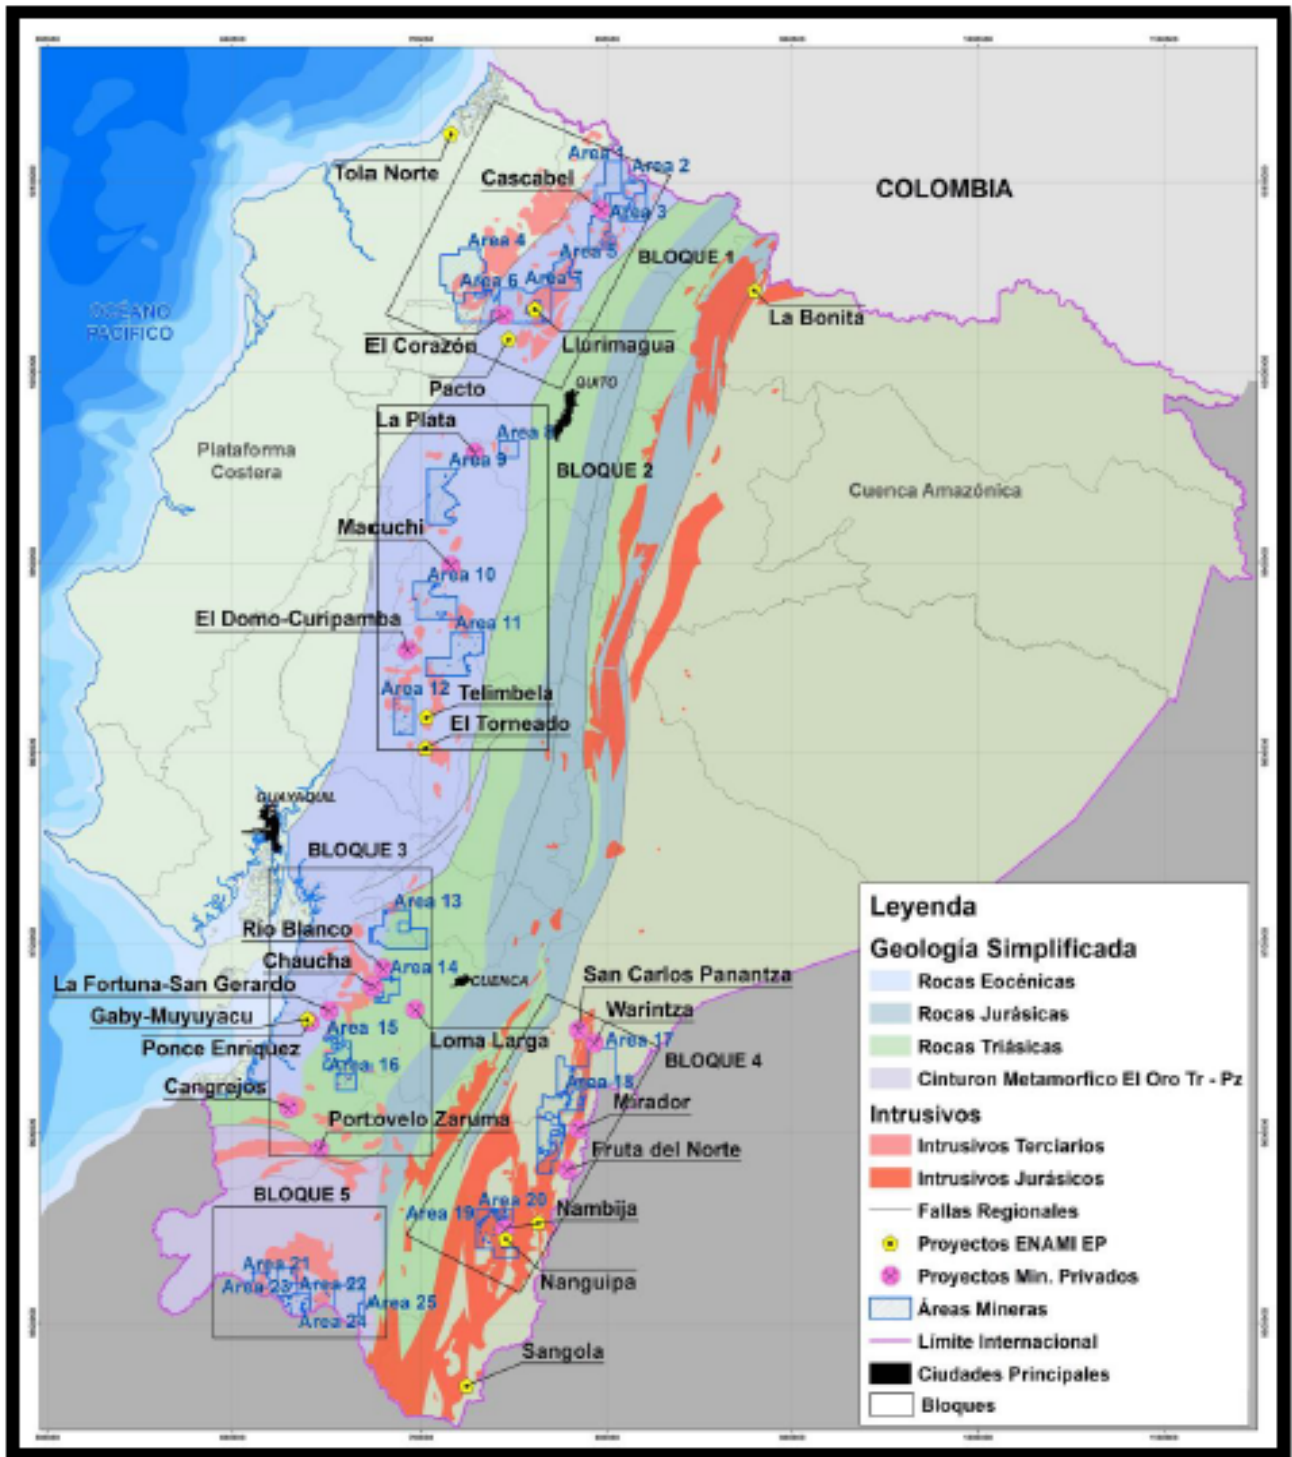 Tola Norte
Cascabel
Area 1
Area 2
Area 3
COLOMBIA
Area 4
Area 5
Area 6
Area 7
BLOQUE 1
OCÉANO
PACIFICO
La Bonita
El Corazón
Llurimagua
Pacto
QUITO
La Plata
Area 8
Area 9
BLOQUE 2
Plataforma
Costera
Cuenca Amazónica
Macuchi
Area 10
El Domo-Curipamba
Area 11
Area 12
Telimbela
El Torneado
GUAYAQUIL
BLOQUE 3
Area 13
Rio Blanco
Chaucha
Area 14
CUENCA
La Fortuna-San Gerardo
San Carlos Panantza
Gaby-Muyuyacu
Warintza
Ponce Enriquez
Area 15
Loma Larga
Area 17
BLOQUE 4
Area 16
Area 18
Cangrejos
Mirador
Portovelo Zaruma
Fruta del Norte
BLOQUE 5
Area 19
Area 20
Nambija
Nanguipa
Area 21
Area 22
Area 23
Area 24
Area 25
Sangola
Leyenda
Geología Simplificada
Rocas Eocénicas
Rocas Jurásicas
Rocas Triásicas
Cinturon Metamorfico El Oro Tr - Pz
Intrusivos
Intrusivos Terciarios
Intrusivos Jurásicos
Fallas Regionales
Proyectos ENAMI EP
Proyectos Min. Privados
Áreas Mineras
Límite Internacional
Ciudades Principales
Bloques